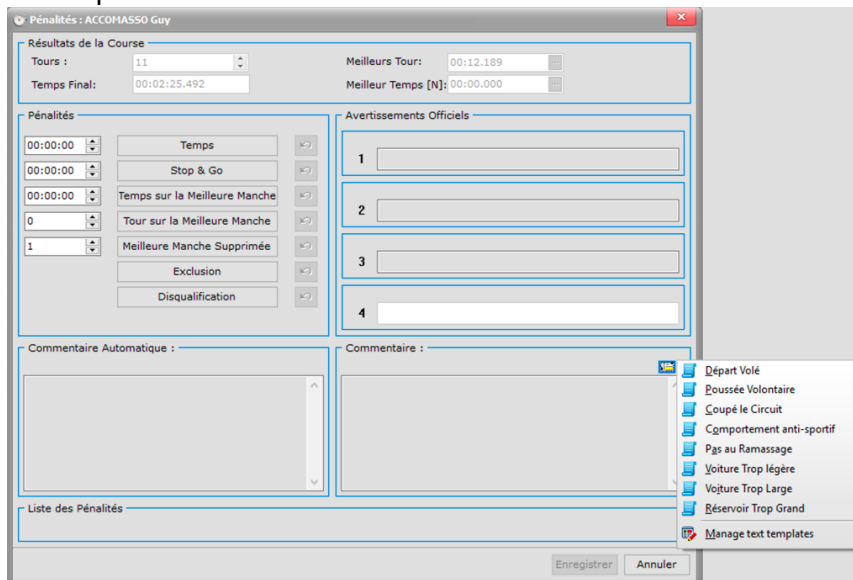 Pénalités : ACCOMASSO Guy
Résultats de la Course
Tours : 11 Meilleurs Tour: 00:12.189
Temps Final: 00:02:25.492 Meilleur Temps [N]: 00:00.000
Pénalités
Avertissements Officiels
00:00:00 Temps
00:00:00 Stop & Go
00:00:00 Temps sur la Meilleure Manche
0 Tour sur la Meilleure Manche
1 Meilleure Manche Supprimée
Exclusion
Disqualification
1
2
3
4
Commentaire Automatique :
Commentaire :
Départ Volé
Poussée Volontaire
Coupé le Circuit
Comportement anti-sportif
Pas au Ramassage
Voiture Trop légére
Voiture Trop Large
Réservoir Trop Grand
Manage text templates
Liste des Pénalités
Enregistrer Annuler